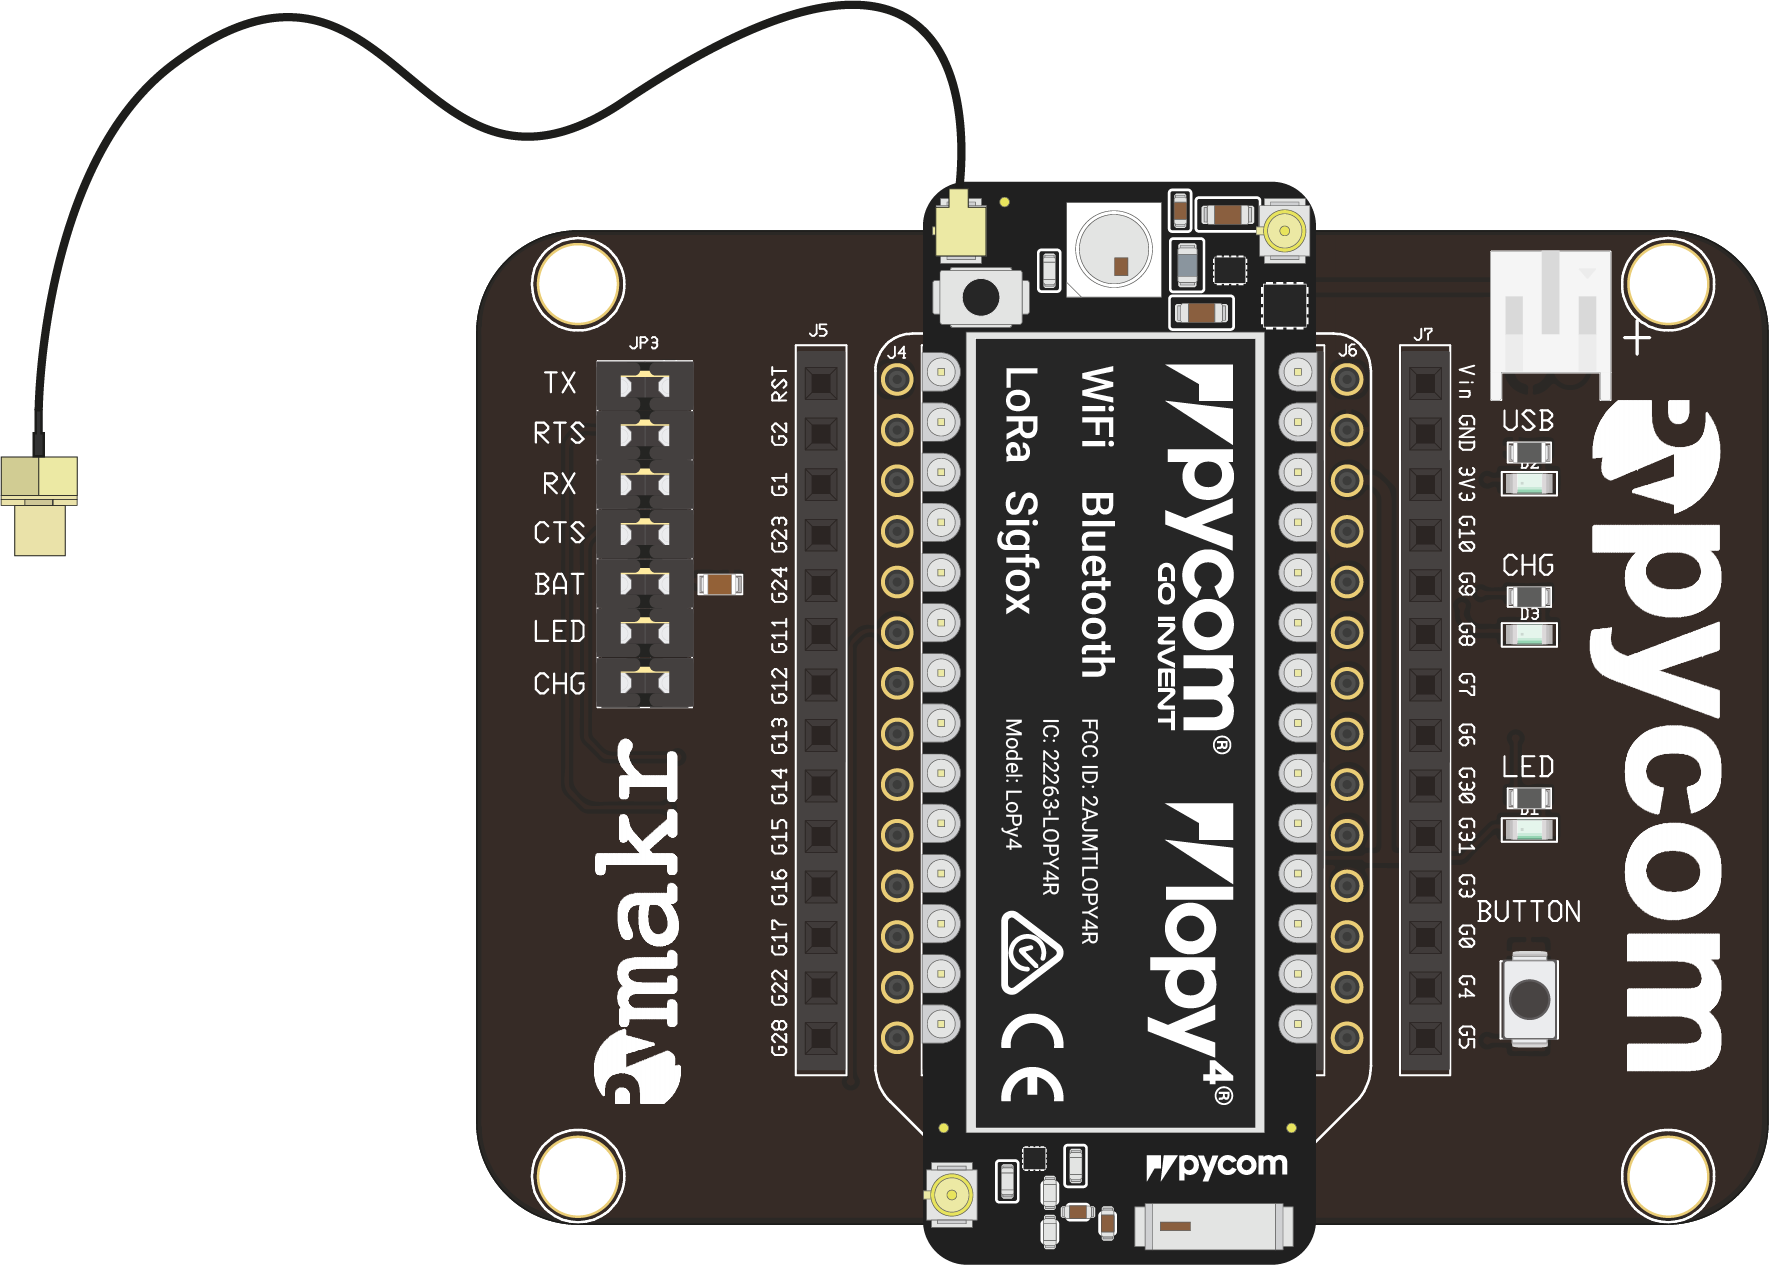 JP3
TX
RTS
RX
CTS
BAT
LED
CHG
Pymakr
J5
RST
G2
G1
G23
G24
G11
G12
G13
G14
G15
G16
G17
G22
G28
J4
LoRa Sigfox
WiFi Bluetooth
pycom®
GO INVENT
lopy4®
FCC ID: 2AJMTLOPY4R
IC: 22263-LOPY4R
Model: LoPy4
CE
pycom
J6
J7
Vin
GND
3V3
G10
G9
G8
G7
G6
G30
G31
G3
G0
G4
G5
+
USB
D2
CHG
D3
LED
D1
BUTTON
pycom